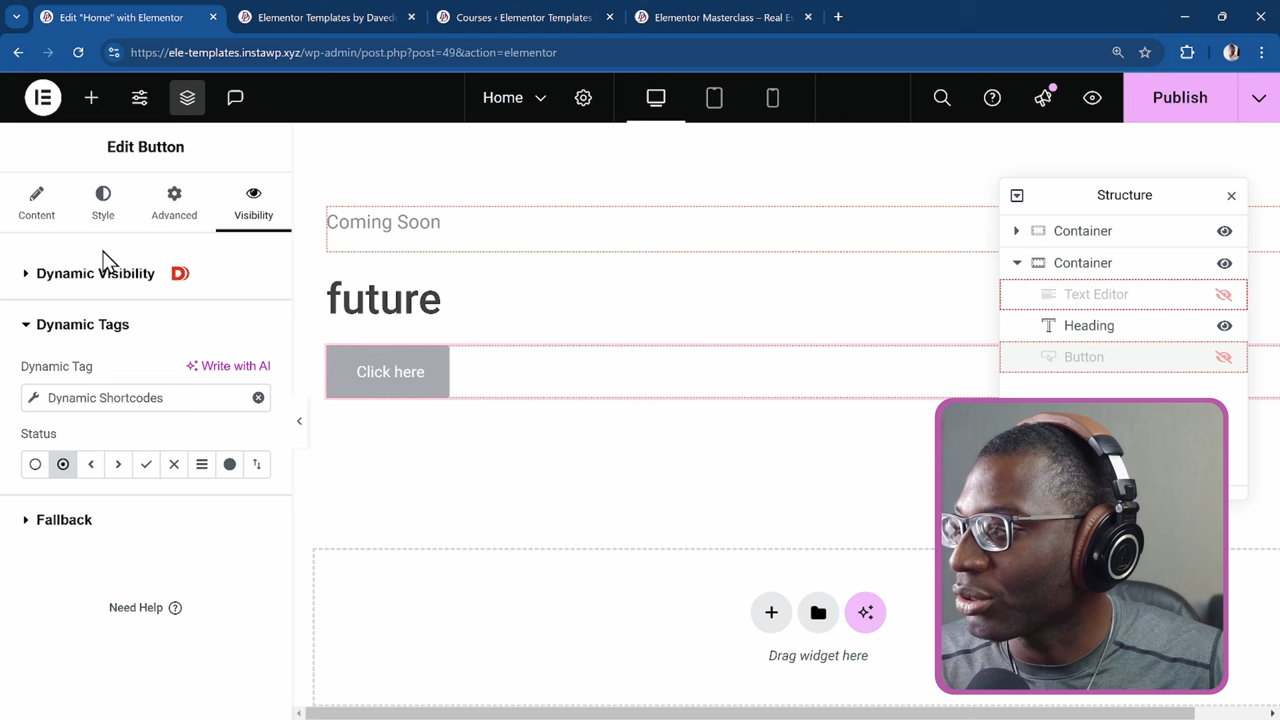 Edit "Home" with Elementor
Elementor Templates by Daved
Courses ‹ Elementor Templates
Elementor Masterclass – Real Es
https://ele-templates.instawp.xyz/wp-admin/post.php?post=49&action=elementor
Home
Publish
Edit Button
Content
Style
Advanced
Visibility
Dynamic Visibility
Dynamic Tags
Dynamic Tag
Write with AI
Dynamic Shortcodes
Status
Fallback
Need Help
Coming Soon
future
Click here
Drag widget here
Structure
Container
Container
Text Editor
Heading
Button